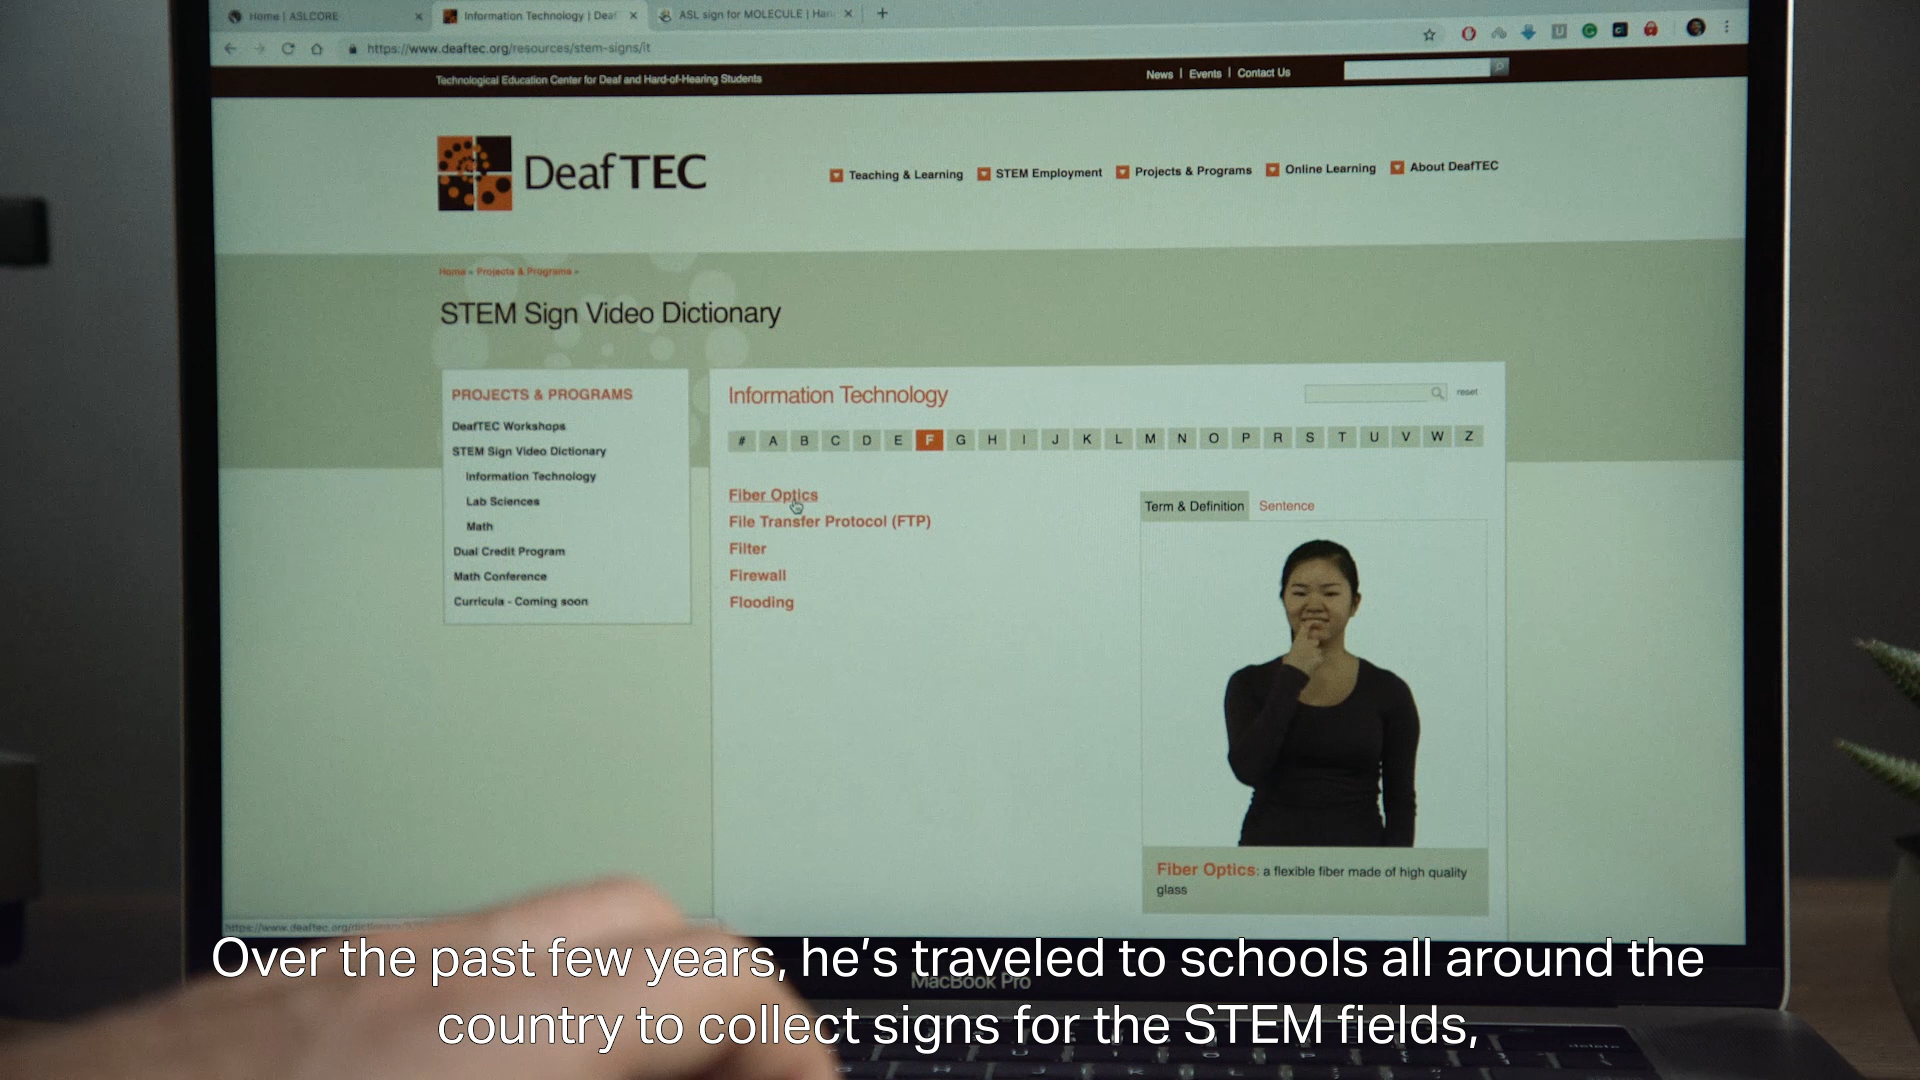 Home | ASLCORE
Information Technology | Deaf
ASL sign for MOLECULE | Han
https://www.deaftec.org/resources/stem-signs/it
Technological Education Center for Deaf and Hard-of-Hearing Students
News | Events | Contact Us
DeafTEC
Teaching & Learning
STEM Employment
Projects & Programs
Online Learning
About DeafTEC
Home » Projects & Programs »
STEM Sign Video Dictionary
PROJECTS & PROGRAMS
DeafTEC Workshops
STEM Sign Video Dictionary
Information Technology
Lab Sciences
Math
Dual Credit Program
Math Conference
Curricula - Coming soon
Information Technology
reset
# A B C D E F G H I J K L M N O P R S T U V W Z
Fiber Optics
File Transfer Protocol (FTP)
Filter
Firewall
Flooding
Term & Definition
Sentence
Fiber Optics: a flexible fiber made of high quality
glass
https://www.deaftec.org/
MacBook Pro
Over the past few years, he's traveled to schools all around the
country to collect signs for the STEM fields,
delete